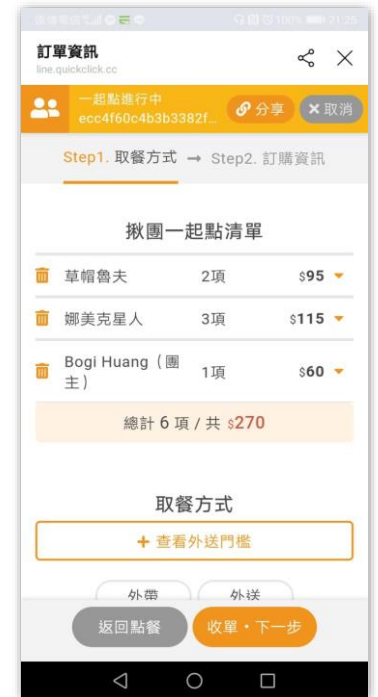 100% 21:25
訂單資訊
line.quickclick.cc
一起點進行中
ecc4f60c4b3b3382f...
分享
取消
Step1. 取餐方式 → Step2. 訂購資訊
揪團一起點清單
草帽魯夫 2項 $95
娜美克星人 3項 $115
Bogi Huang（團
主） 1項 $60
總計 6 項 / 共 $270
取餐方式
+ 查看外送門檻
外帶 外送
返回點餐 收單・下一步